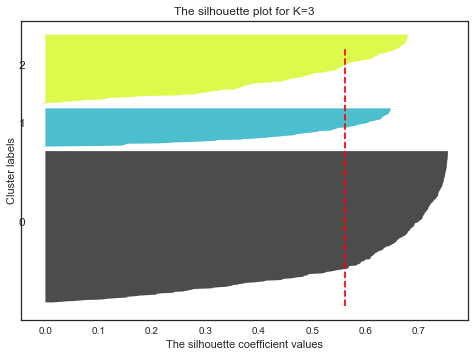 The silhouette plot for K=3
Cluster labels
2
1
0
0.0 0.1 0.2 0.3 0.4 0.5 0.6 0.7
The silhouette coefficient values